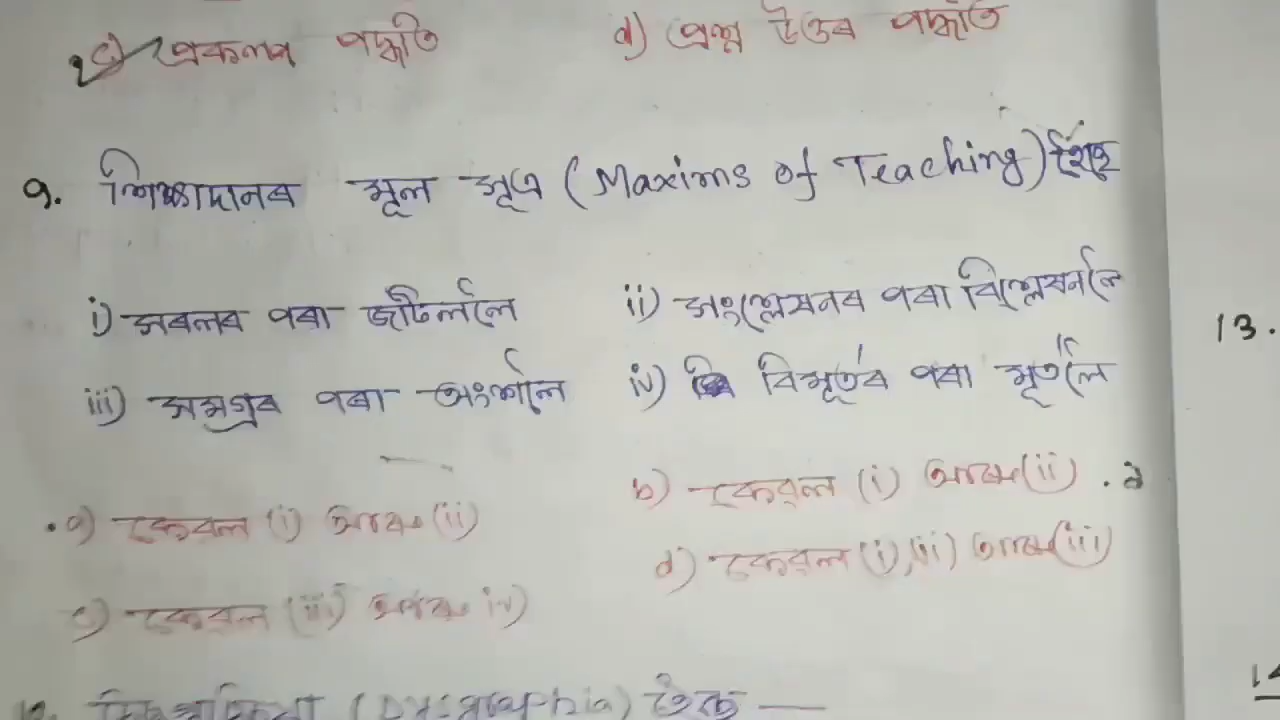 c) প্ৰকল্প পদ্ধতি d) প্ৰশ্ন উত্তৰ পদ্ধতি
9. শিক্ষাদানৰ মূল সূত্ৰ (Maxims of Teaching)
i) সৰলৰ পৰা জটিললৈ ii) সংশ্লেষনৰ পৰা বিশ্লেষনলৈ
13.
iii) সমগ্ৰৰ পৰা অংশলৈ iv) বিমূৰ্তৰ পৰা মূৰ্তলৈ
a) কেৱল (i) আৰু (ii) b) কেৱল (i) আৰু (ii)
c) কেৱল (iii) আৰু iv) d) কেৱল (i), (ii) আৰু (iii)